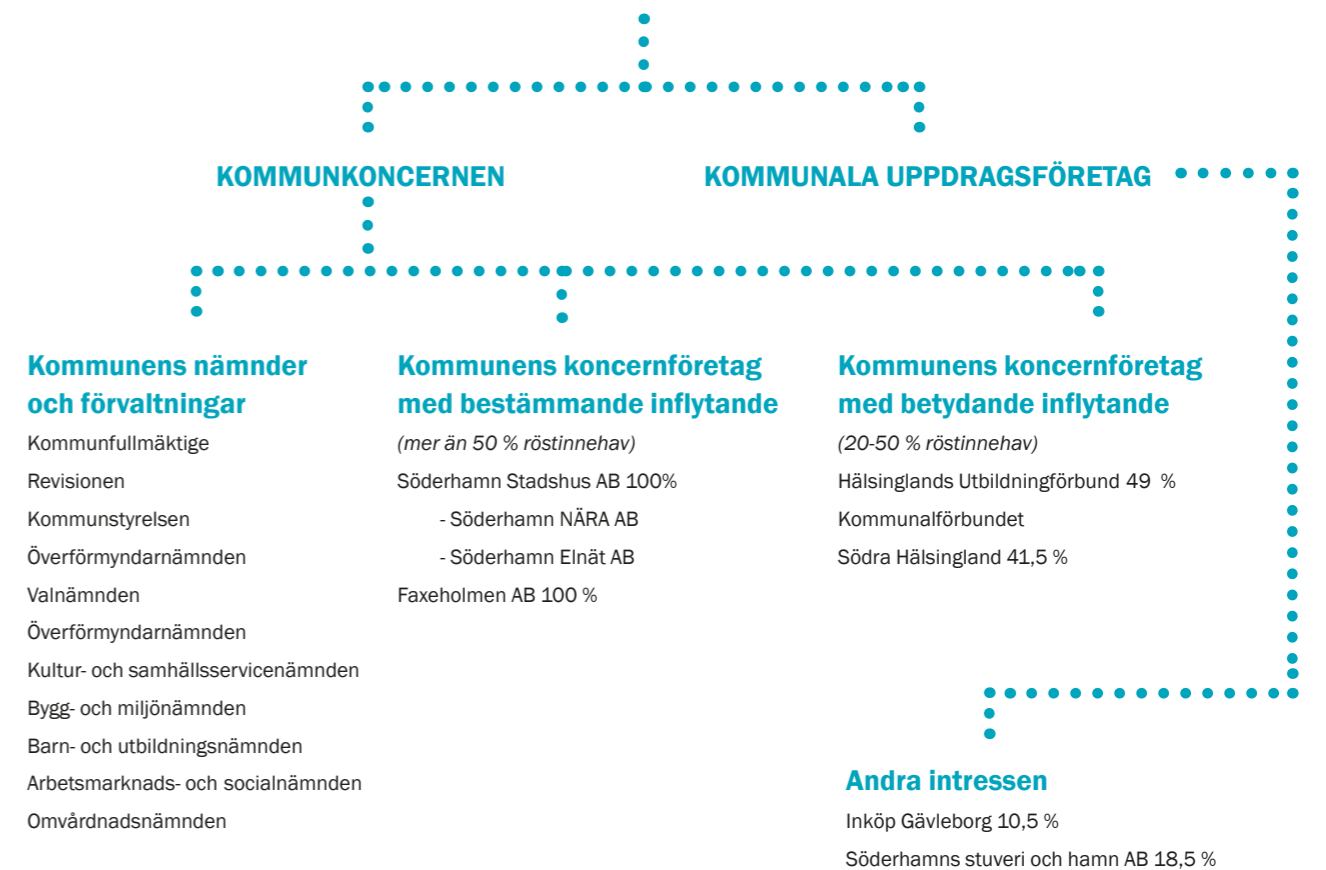 KOMMUNKONCERNEN
KOMMUNALA UPPDRAGSFÖRETAG
Kommunens nämnder
och förvaltningar
Kommunfullmäktige
Revisionen
Kommunstyrelsen
Överförmyndarnämnden
Valnämnden
Överförmyndarnämnden
Kultur- och samhällsservicenämnden
Bygg- och miljönämnden
Barn- och utbildningsnämnden
Arbetsmarknads- och socialnämnden
Omvårdnadsnämnden
Kommunens koncernföretag
med bestämmande inflytande
(mer än 50 % röstinnehav)
Söderhamn Stadshus AB 100%
- Söderhamn NÄRA AB
- Söderhamn Elnät AB
Faxeholmen AB 100 %
Kommunens koncernföretag
med betydande inflytande
(20-50 % röstinnehav)
Hälsinglands Utbildningförbund 49 %
Kommunalförbundet
Södra Hälsingland 41,5 %
Andra intressen
Inköp Gävleborg 10,5 %
Söderhamns stuveri och hamn AB 18,5 %